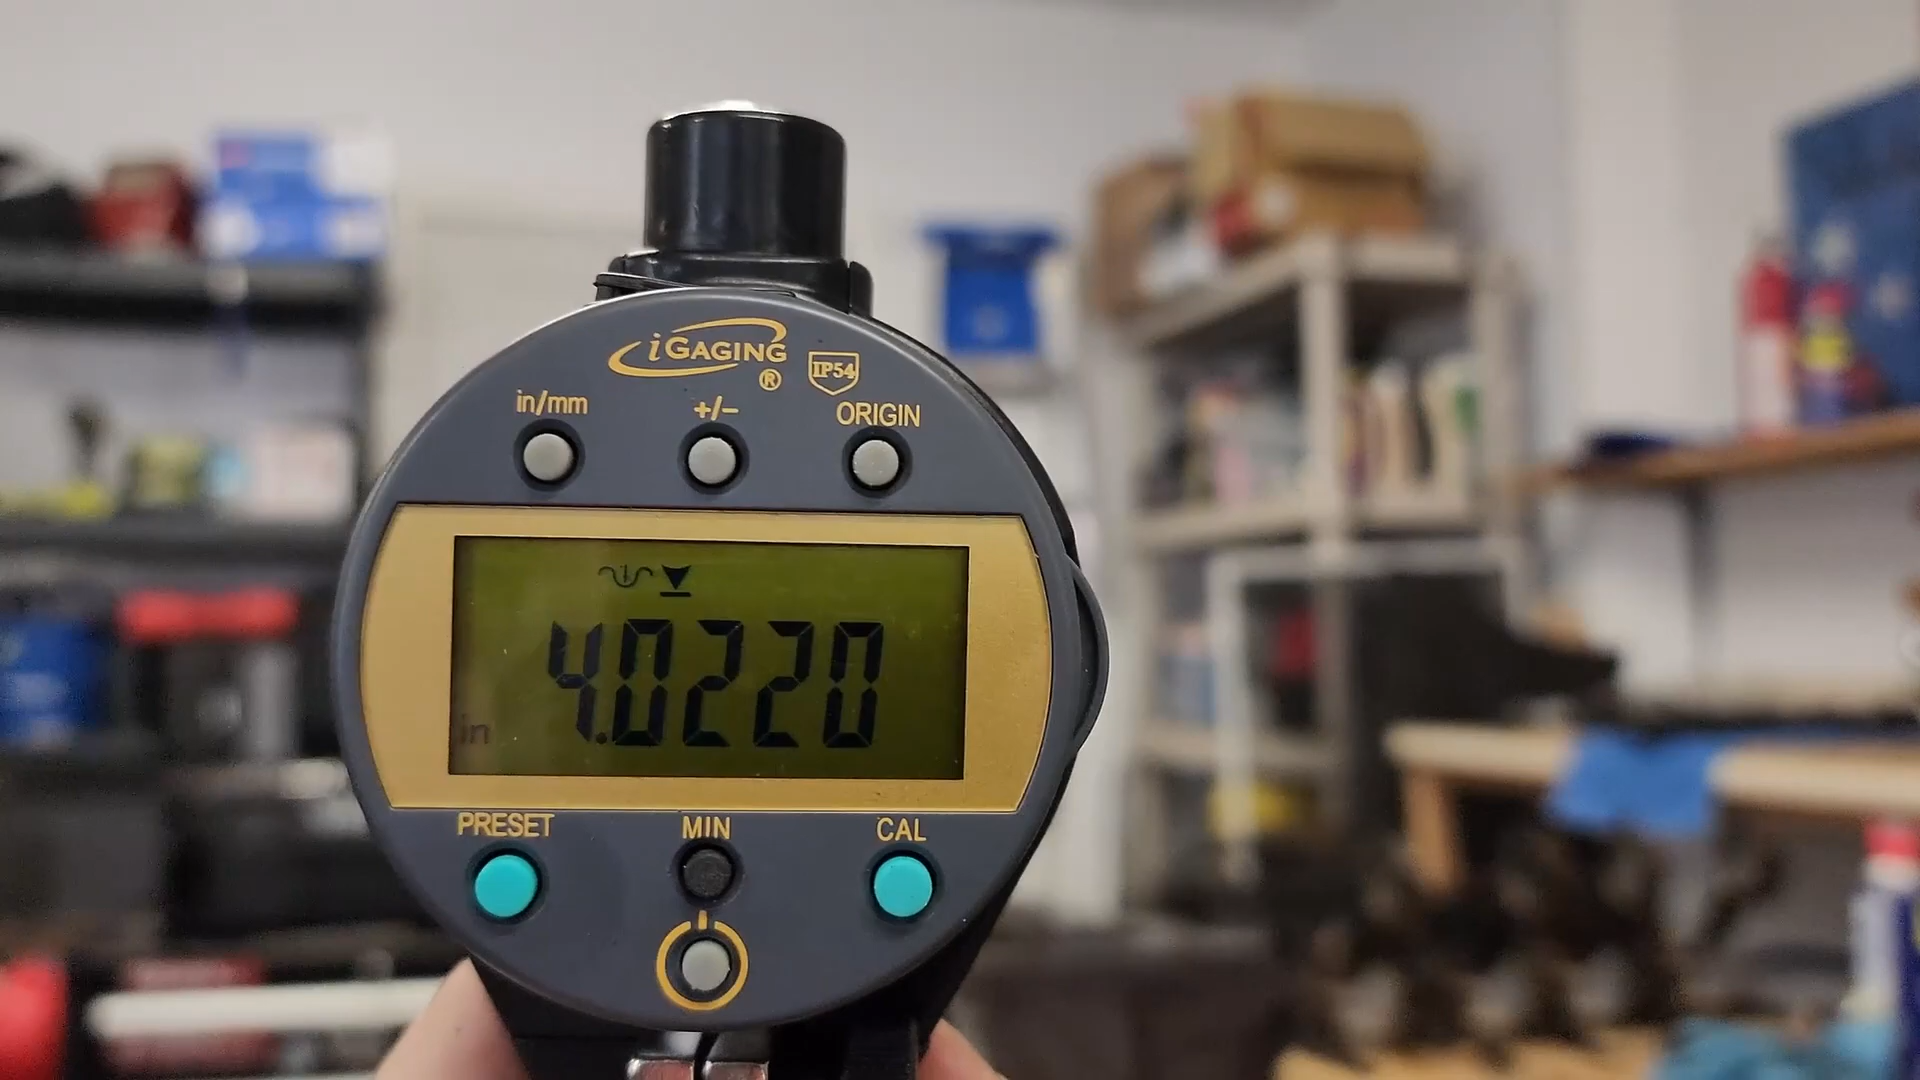 iGAGING
®
IP54
in/mm +/− ORIGIN
4.0220
in
PRESET MIN CAL